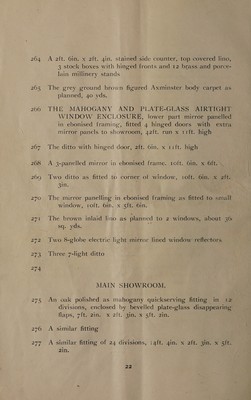 264 A 2ft. 6in. x 2ft. 4in. stained side counter, top covered lino,
3 stock boxes with hinged fronts and 12 brass and porce-
lain millinery stands
265 The grey ground brown figured Axminster body carpet as
planned, 40 yds.
266 THE MAHOGANY AND PLATE-GLASS AIRTIGHT
WINDOW ENCLOSURE, lower part mirror panelled
in ebonised framing, fitted 4 hinged doors with extra
mirror panels to showroom, 42ft. run x 11ft. high
267 The ditto with hinged door, 2ft. 6in. x 11ft. high
268 A 3-panelled mirror in ebonised frame, 10ft. 6in. x 6ft.
269 Two ditto as fitted to corner of window, 10ft. 6in. x 2ft.
3in.
270 The mirror panelling in ebonised framing as fitted to small
window, 10ft. 6in. x 5ft. 6in.
271 The brown inlaid lino as planned to 2 windows, about 36
sq. yds.
272 Two 8-globe electric light mirror lined window reflectors
273 Three 7-light ditto
274
MAIN SHOWROOM.
275 An oak polished as mahogany quickserving fitting in 12
divisions, enclosed by bevelled plate-glass disappearing
flaps, 7ft. 2in. x 2ft. 3in. x 5ft. 2in.
276 A similar fitting
277 A similar fitting of 24 divisions, 14ft. 4in. x 2ft. 3in. x 5ft.
2in.
22